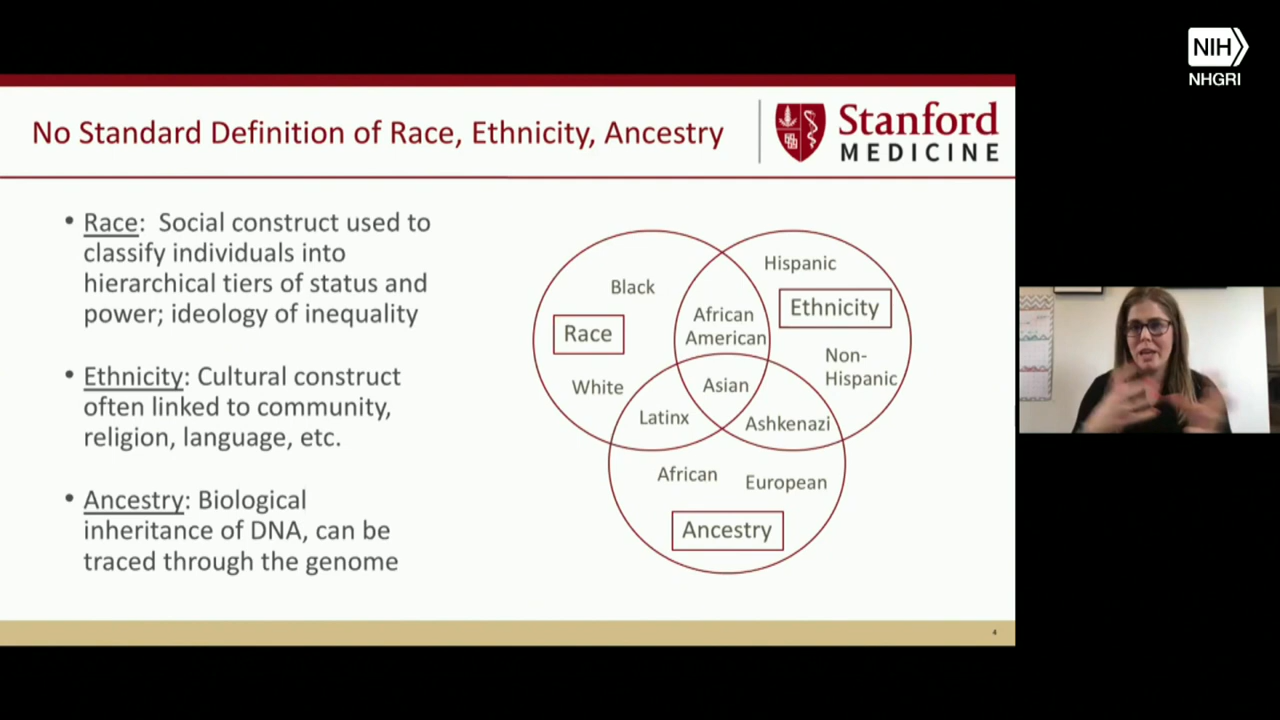 NIH
NHGRI
No Standard Definition of Race, Ethnicity, Ancestry
Stanford
MEDICINE
• Race: Social construct used to
classify individuals into
hierarchical tiers of status and
power; ideology of inequality
• Ethnicity: Cultural construct
often linked to community,
religion, language, etc.
• Ancestry: Biological
inheritance of DNA, can be
traced through the genome
Black
Race
White
African
American
Hispanic
Ethnicity
Non-
Hispanic
Asian
Latinx
Ashkenazi
African
European
Ancestry
4